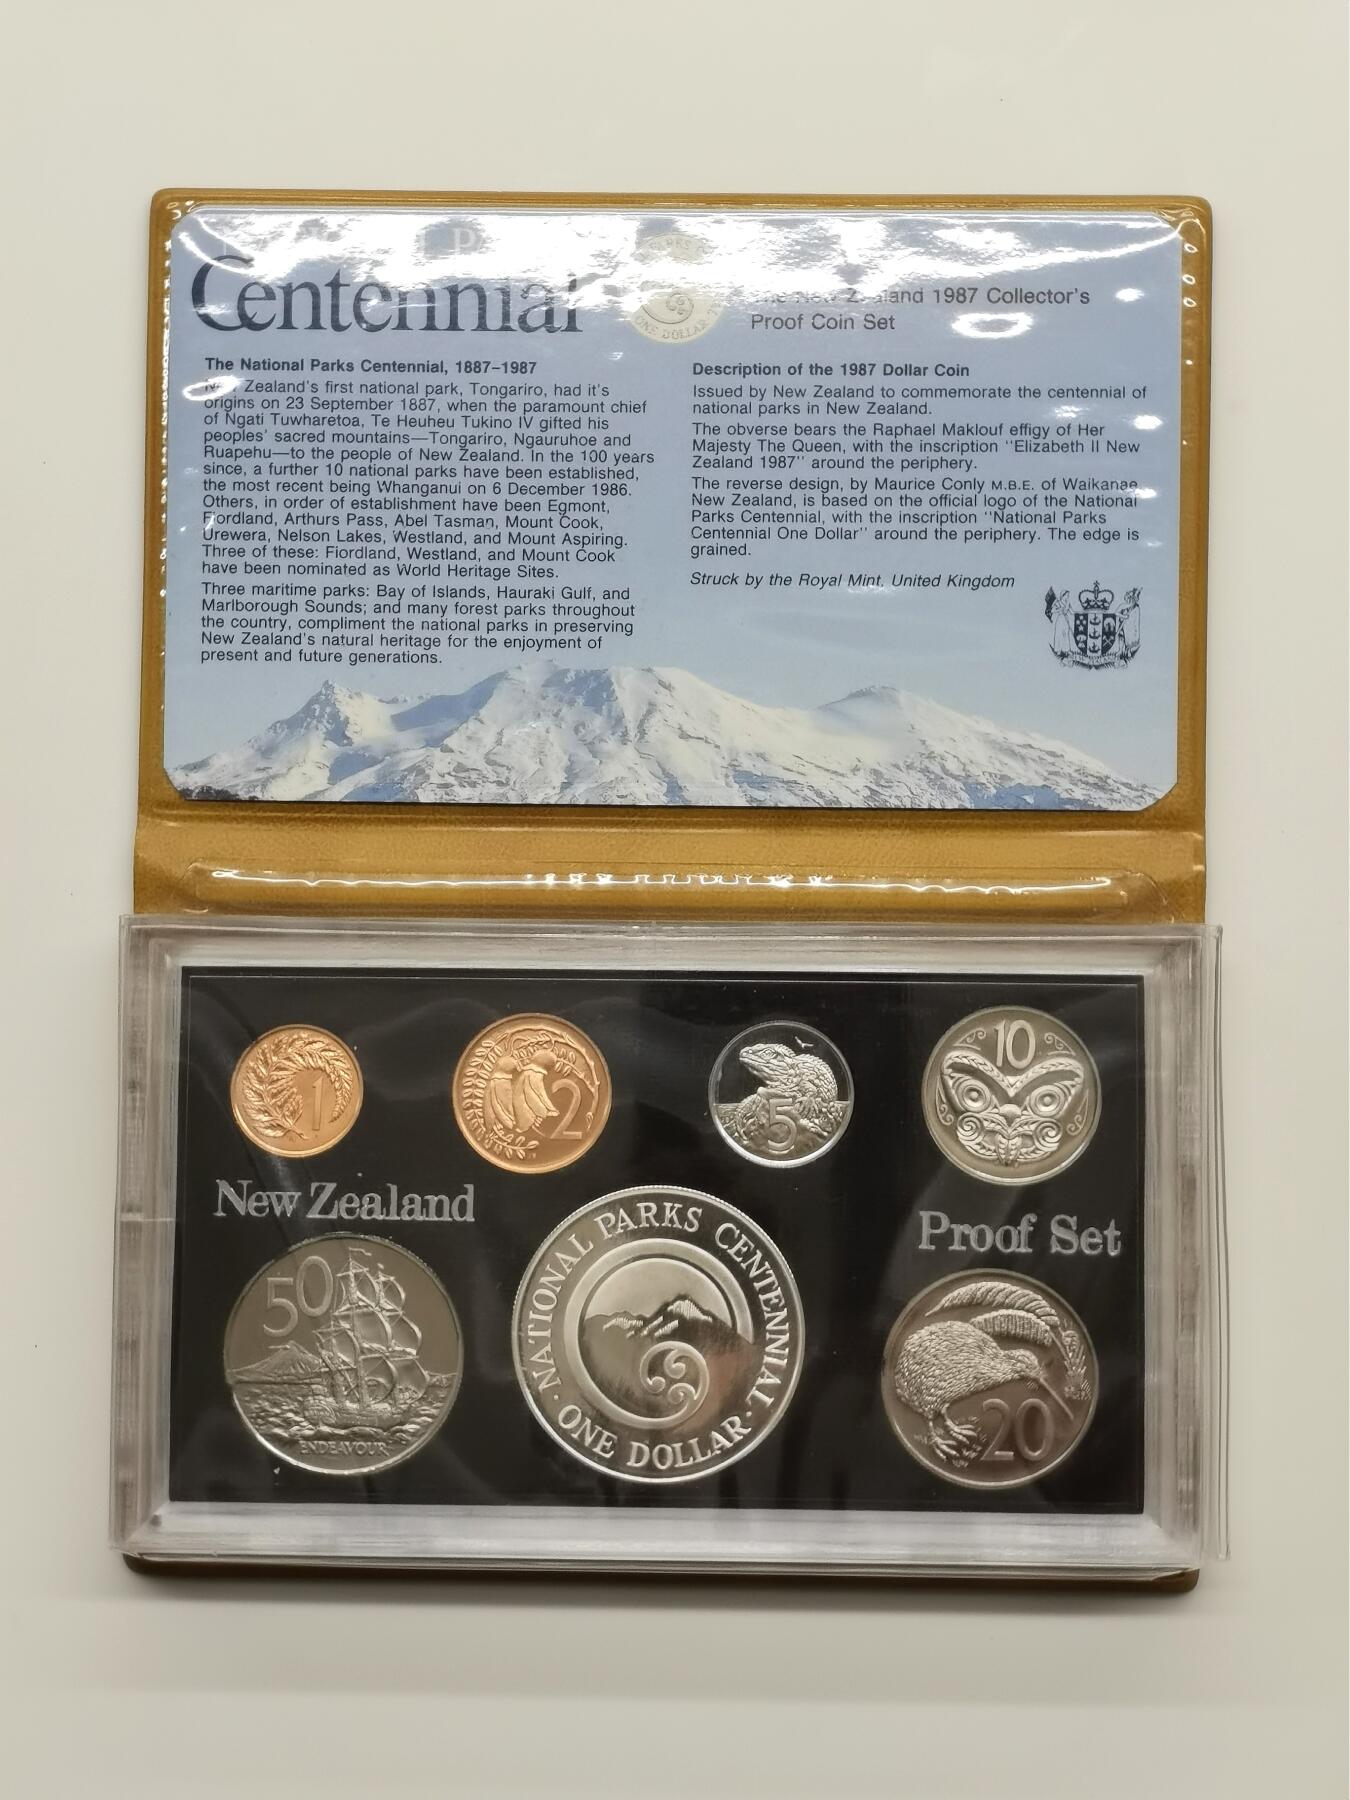 Centennial
ONE DOLLAR
The New Zealand 1987 Collector's
Proof Coin Set
The National Parks Centennial, 1887–1987
New Zealand's first national park, Tongariro, had it's
origins on 23 September 1887, when the paramount chief
of Ngati Tuwharetoa, Te Heuheu Tukino IV gifted his
peoples' sacred mountains—Tongariro, Ngauruhoe and
Ruapehu—to the people of New Zealand. In the 100 years
since, a further 10 national parks have been established,
the most recent being Whanganui on 6 December 1986.
Others, in order of establishment have been Egmont,
Fiordland, Arthurs Pass, Abel Tasman, Mount Cook,
Urewera, Nelson Lakes, Westland, and Mount Aspiring.
Three of these: Fiordland, Westland, and Mount Cook
have been nominated as World Heritage Sites.
Three maritime parks: Bay of Islands, Hauraki Gulf, and
Marlborough Sounds; and many forest parks throughout
the country, compliment the national parks in preserving
New Zealand's natural heritage for the enjoyment of
present and future generations.
Description of the 1987 Dollar Coin
Issued by New Zealand to commemorate the centennial of
national parks in New Zealand.
The obverse bears the Raphael Maklouf effigy of Her
Majesty The Queen, with the inscription "Elizabeth II New
Zealand 1987" around the periphery.
The reverse design, by Maurice Conly M.B.E. of Waikanae,
New Zealand, is based on the official logo of the National
Parks Centennial, with the inscription "National Parks
Centennial One Dollar" around the periphery. The edge is
grained.
Struck by the Royal Mint, United Kingdom
1
2
5
10
New Zealand
Proof Set
50
ENDEAVOUR
NATIONAL PARKS CENTENNIAL
· ONE DOLLAR ·
20